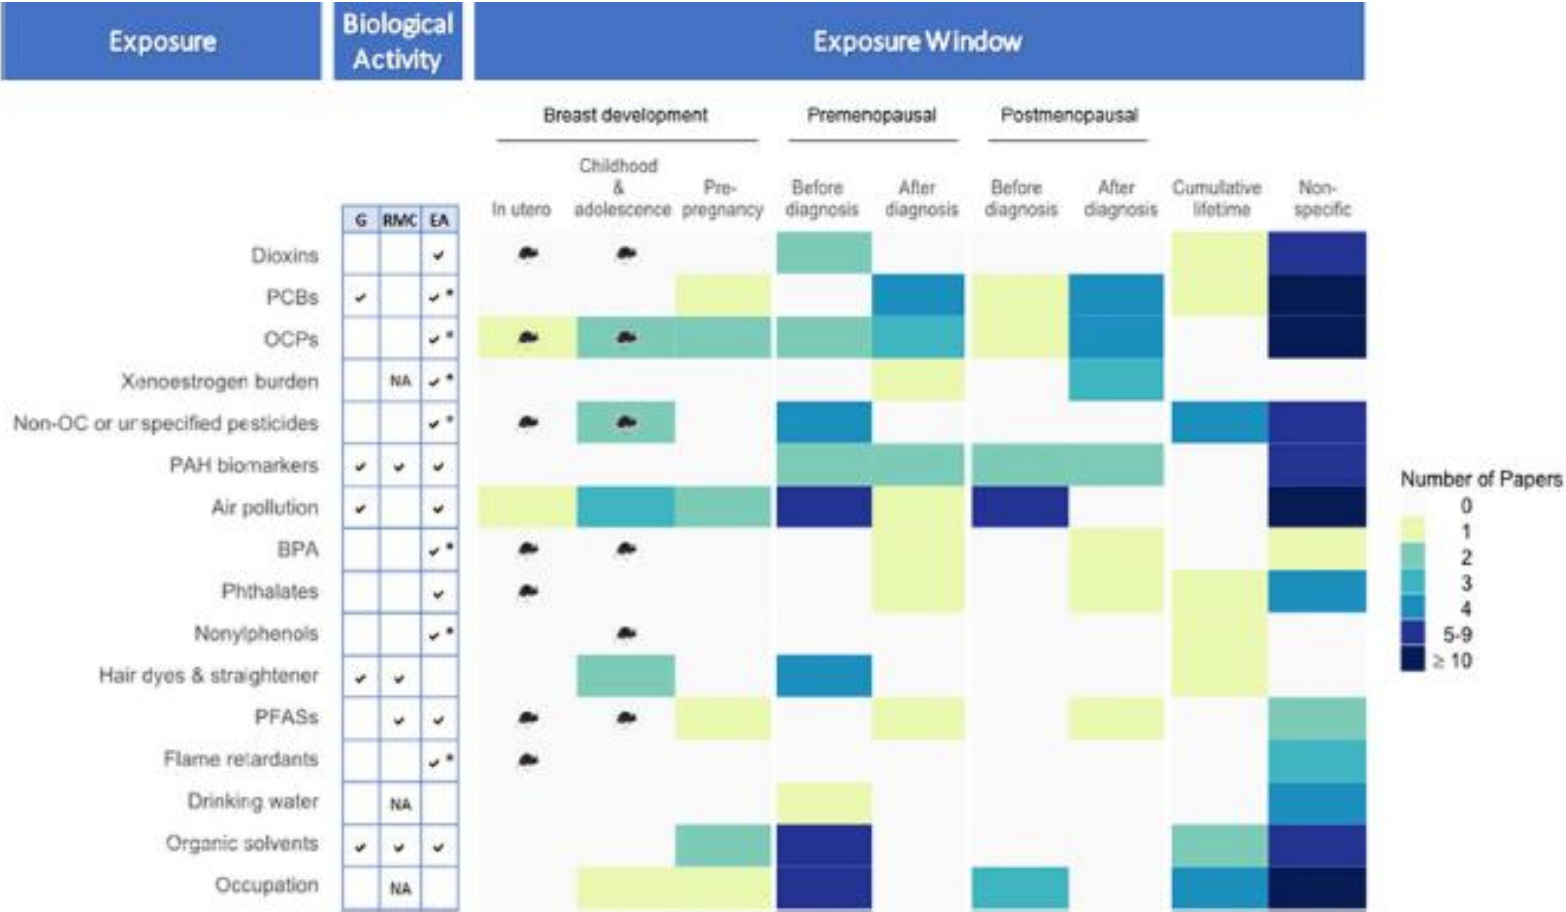 Exposure
Biological
Activity
Exposure Window
Breast development
Premenopausal
Postmenopausal
In utero
Childhood
&
adolescence
Pre-
pregnancy
Before
diagnosis
After
diagnosis
Before
diagnosis
After
diagnosis
Cumulative
lifetime
Non-
specific
G RMC EA
Dioxins ✓
PCBs ✓ ✓*
OCPs ✓*
Xenoestrogen burden NA ✓*
Non-OC or unspecified pesticides ✓*
PAH biomarkers ✓ ✓ ✓
Air pollution ✓ ✓
BPA ✓*
Phthalates ✓
Nonylphenols ✓*
Hair dyes & straightener ✓ ✓
PFASs ✓ ✓
Flame retardants ✓*
Drinking water NA
Organic solvents ✓ ✓ ✓
Occupation NA
Number of Papers
0
1
2
3
4
5-9
≥ 10